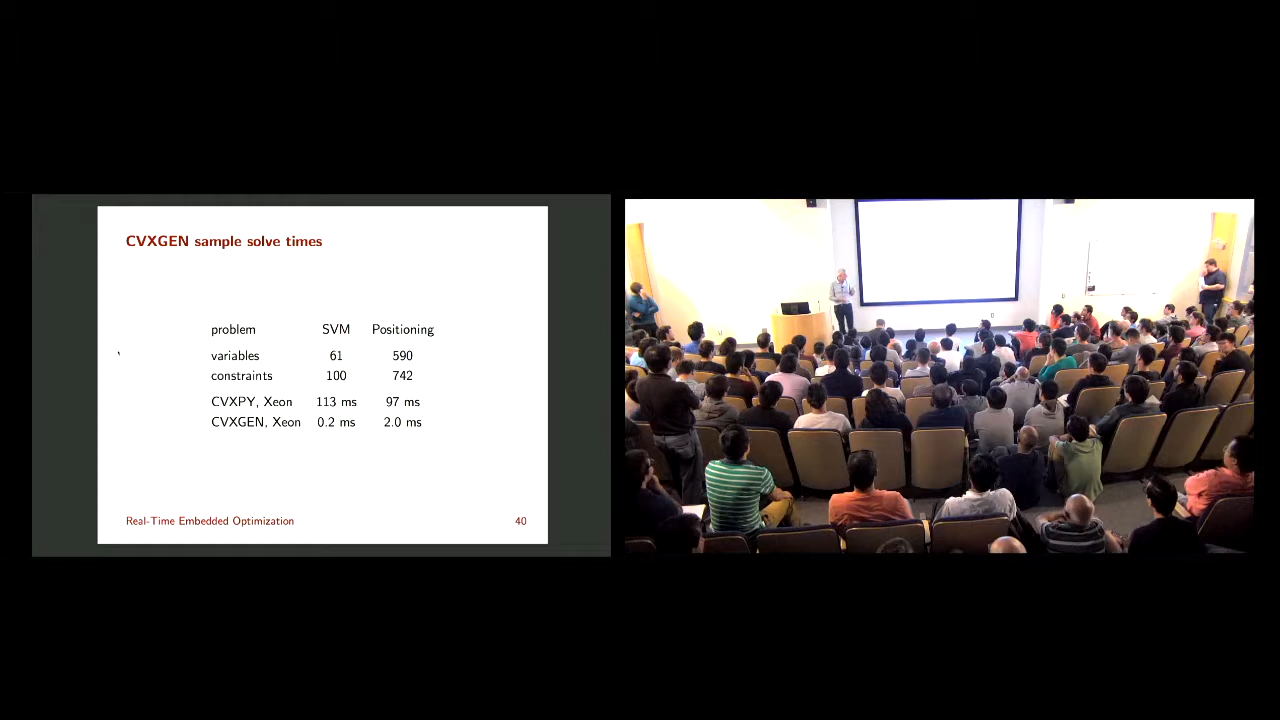 CVXGEN sample solve times
problem SVM Positioning
variables 61 590
constraints 100 742
CVXPY, Xeon 113 ms 97 ms
CVXGEN, Xeon 0.2 ms 2.0 ms
Real-Time Embedded Optimization 40